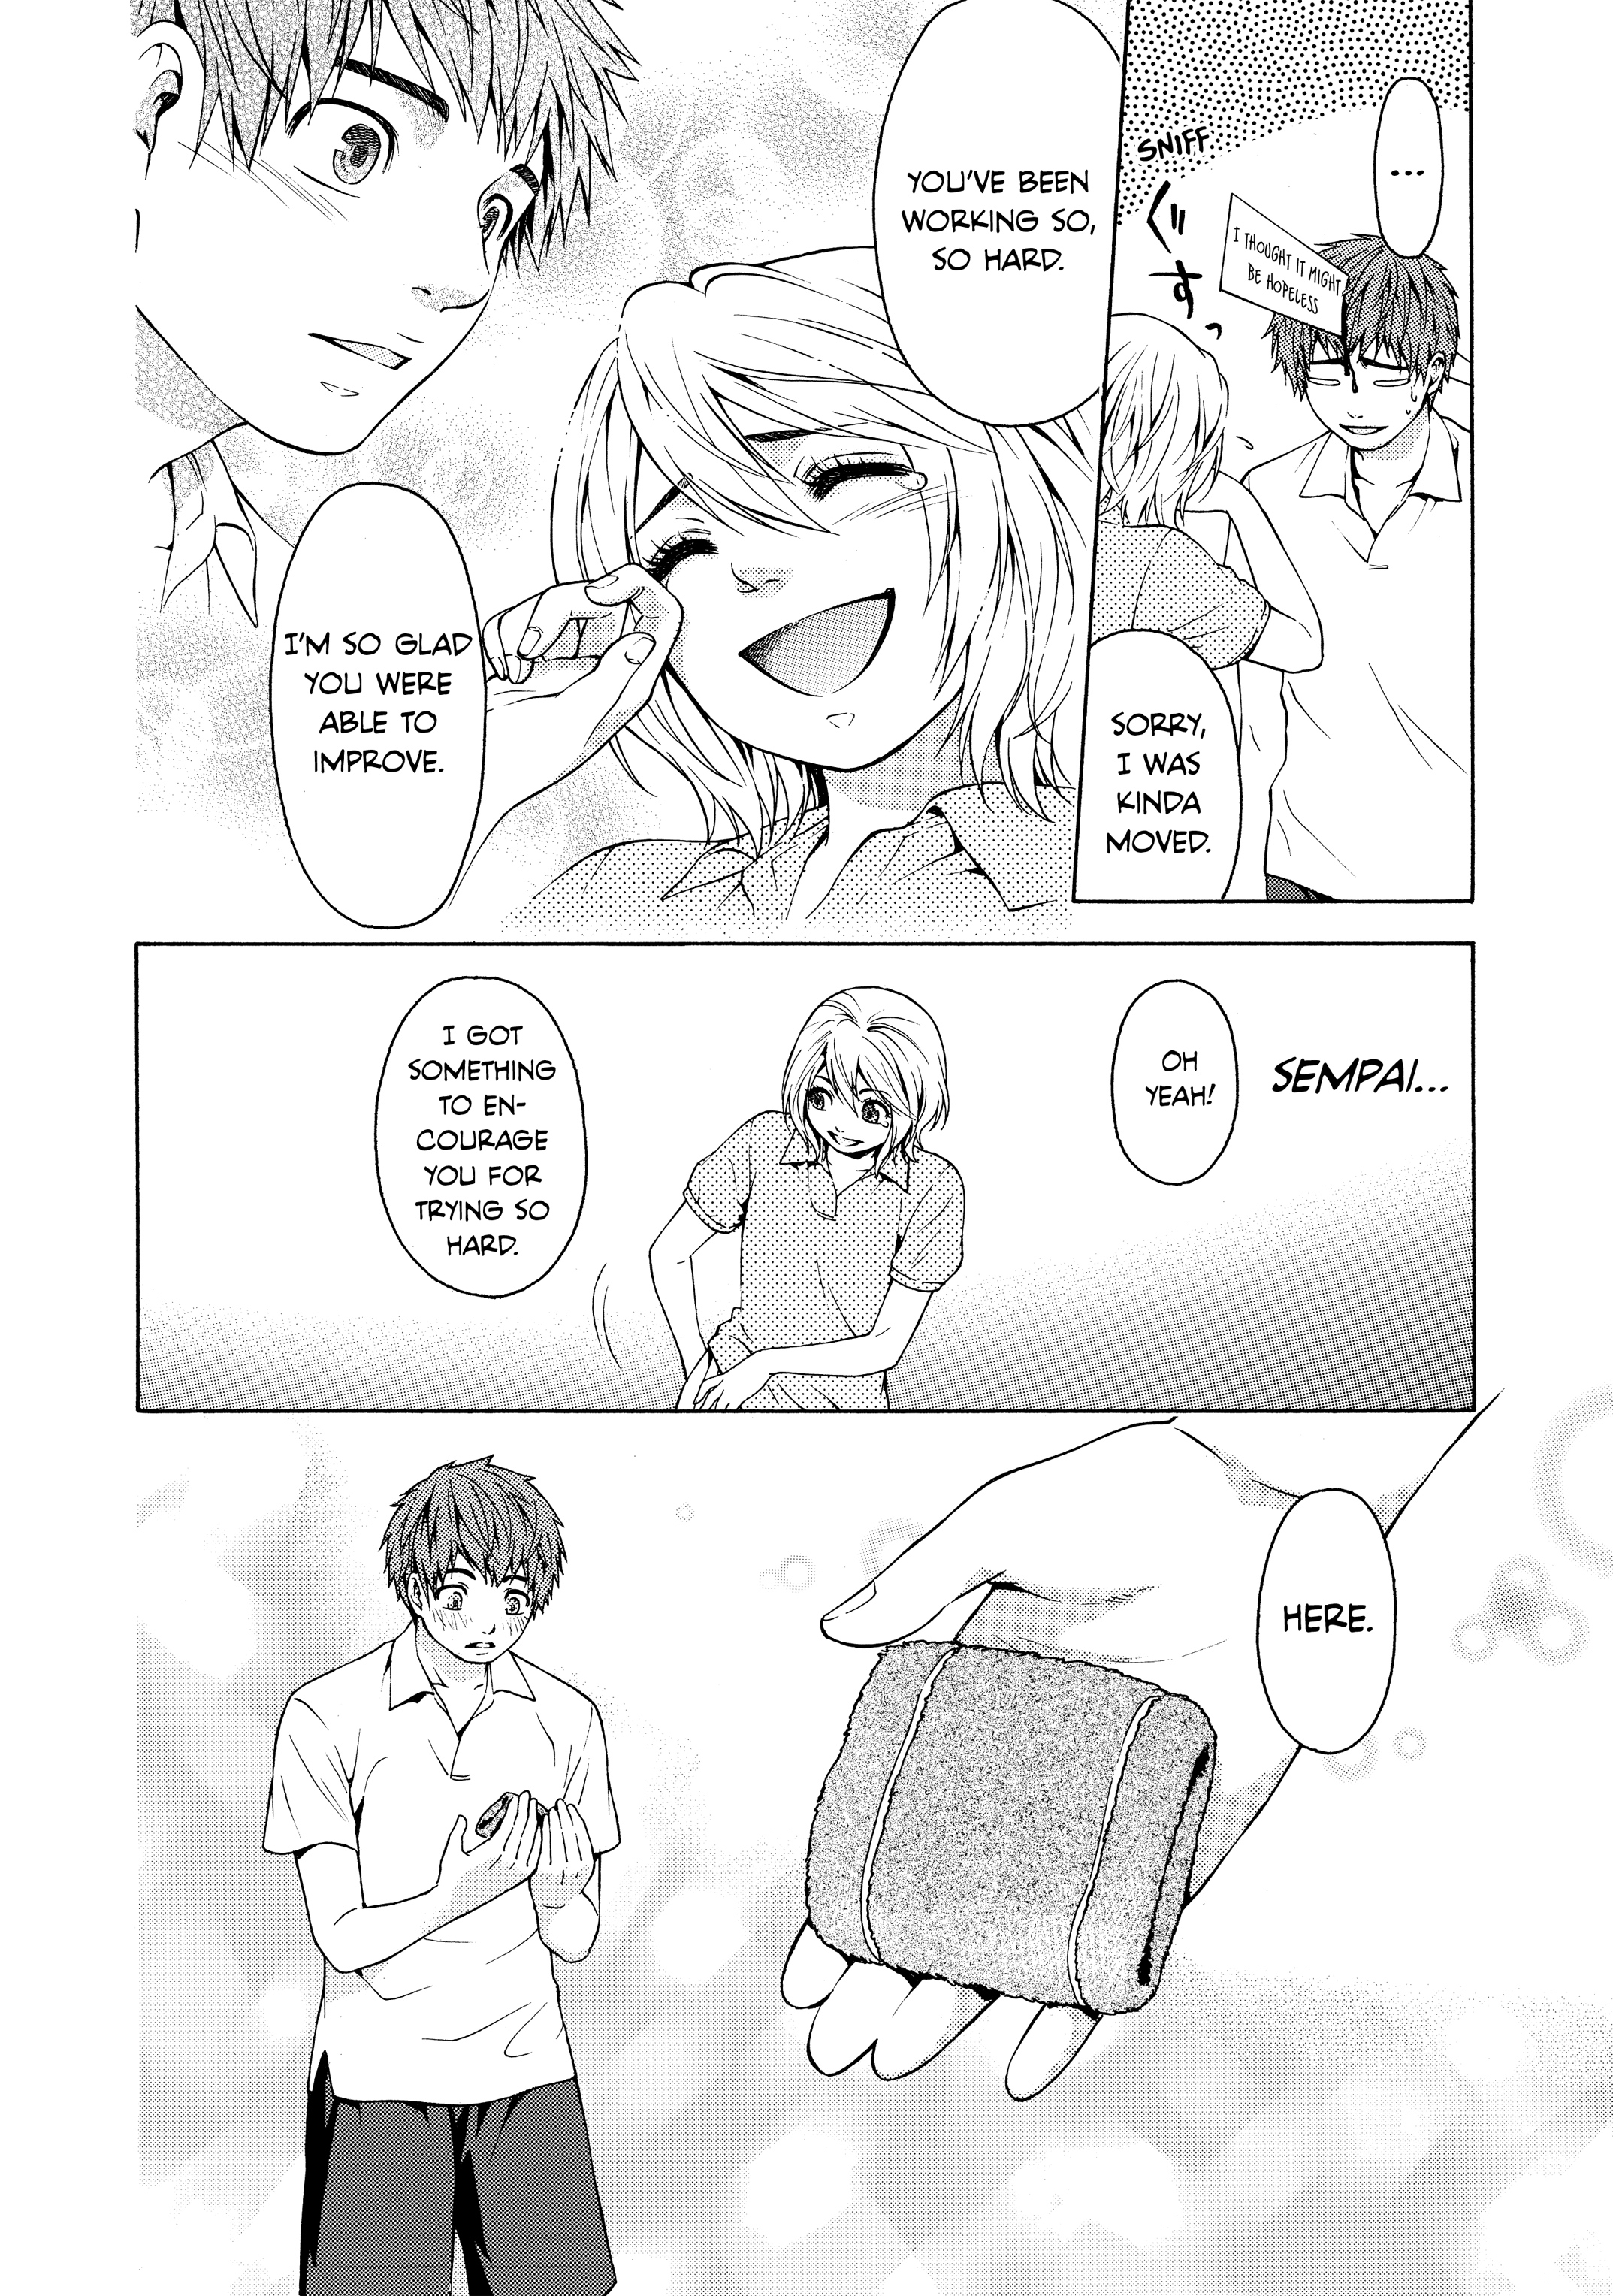 ...
SNIFF
ぐすっ
I THOUGHT IT MIGHT
BE HOPELESS
SORRY,
I WAS
KINDA
MOVED.
YOU'VE BEEN
WORKING SO,
SO HARD.
I'M SO GLAD
YOU WERE
ABLE TO
IMPROVE.
SEMPAI...
OH
YEAH!
I GOT
SOMETHING
TO EN-
COURAGE
YOU FOR
TRYING SO
HARD.
HERE.